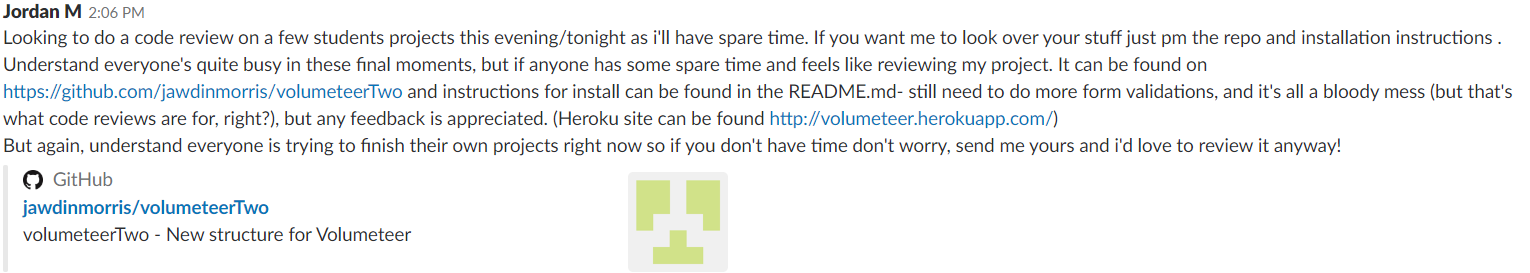 Jordan M 2:06 PM
Looking to do a code review on a few students projects this evening/tonight as i'll have spare time. If you want me to look over your stuff just pm the repo and installation instructions .
Understand everyone's quite busy in these final moments, but if anyone has some spare time and feels like reviewing my project. It can be found on
https://github.com/jawdinmorris/volumeteerTwo and instructions for install can be found in the README.md- still need to do more form validations, and it's all a bloody mess (but that's
what code reviews are for, right?), but any feedback is appreciated. (Heroku site can be found http://volumeteer.herokuapp.com/)
But again, understand everyone is trying to finish their own projects right now so if you don't have time don't worry, send me yours and i'd love to review it anyway!
GitHub
jawdinmorris/volumeteerTwo
volumeteerTwo - New structure for Volumeteer